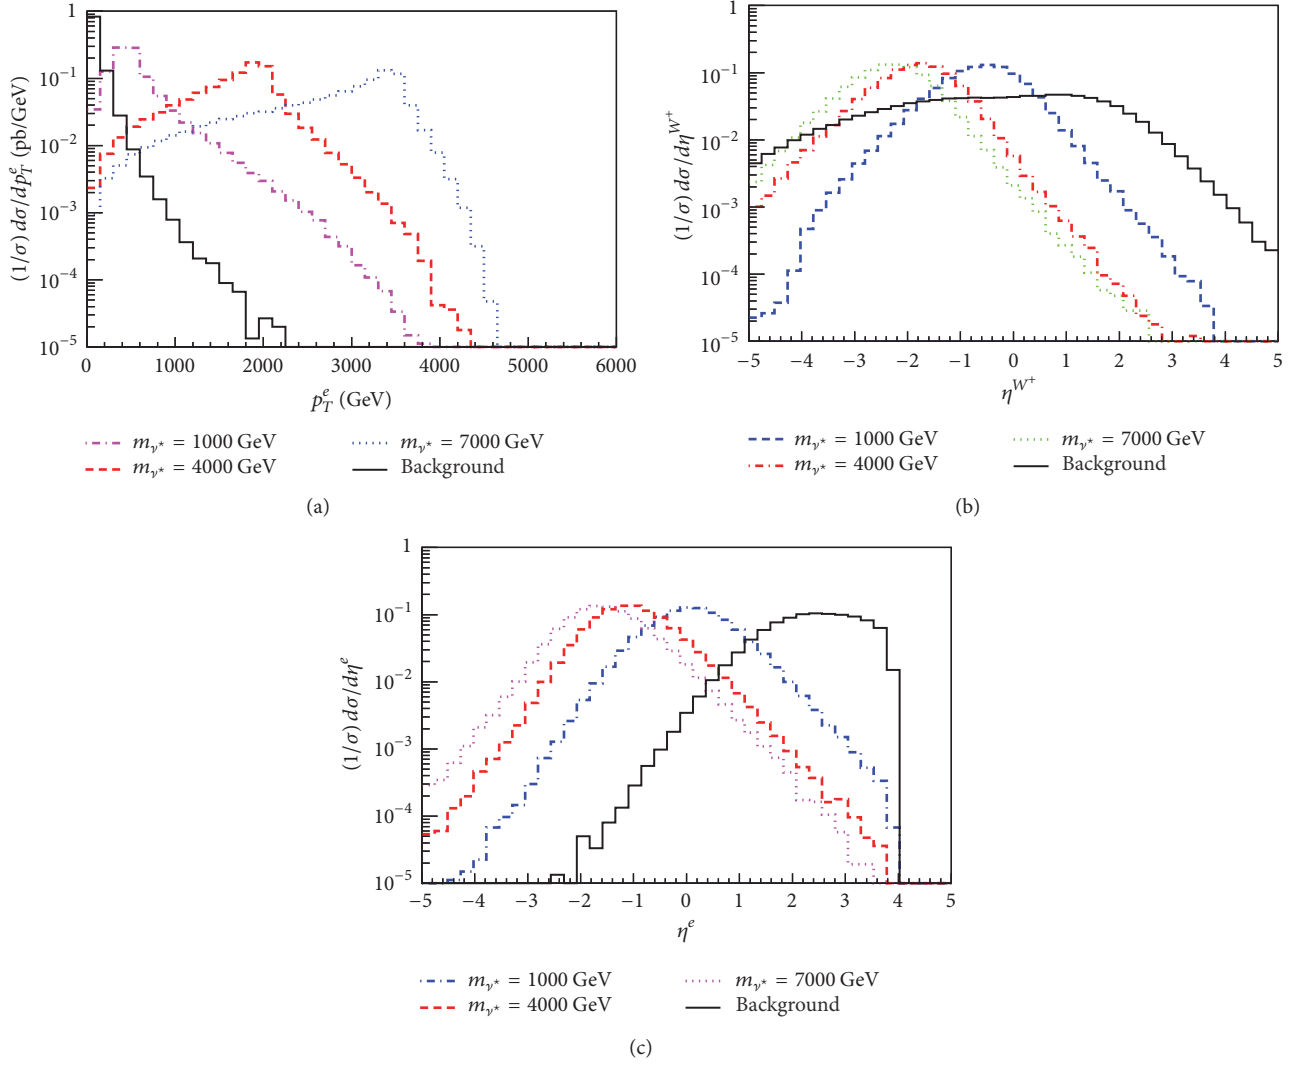 (1/σ) dσ/dp_T^e (pb/GeV)
1
10⁻¹
10⁻²
10⁻³
10⁻⁴
10⁻⁵
0 1000 2000 3000 4000 5000 6000
p_T^e (GeV)
m_ν⋆ = 1000 GeV
m_ν⋆ = 4000 GeV
m_ν⋆ = 7000 GeV
Background
(a)
(1/σ) dσ/dη^{W⁺}
1
10⁻¹
10⁻²
10⁻³
10⁻⁴
10⁻⁵
−5 −4 −3 −2 −1 0 1 2 3 4 5
η^{W⁺}
m_ν⋆ = 1000 GeV
m_ν⋆ = 4000 GeV
m_ν⋆ = 7000 GeV
Background
(b)
(1/σ) dσ/dη^e
1
10⁻¹
10⁻²
10⁻³
10⁻⁴
10⁻⁵
−5 −4 −3 −2 −1 0 1 2 3 4 5
η^e
m_ν⋆ = 1000 GeV
m_ν⋆ = 4000 GeV
m_ν⋆ = 7000 GeV
Background
(c)